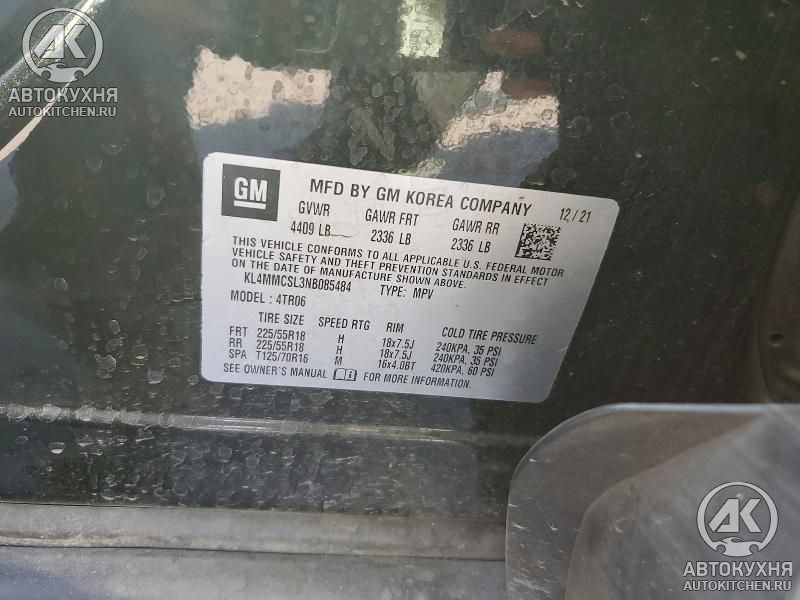 АК
АВТОКУХНЯ
AUTOKITCHEN.RU
GM
MFD BY GM KOREA COMPANY 12/21
GVWR GAWR FRT GAWR RR
4409 LB 2336 LB 2336 LB
THIS VEHICLE CONFORMS TO ALL APPLICABLE U.S. FEDERAL MOTOR
VEHICLE SAFETY AND THEFT PREVENTION STANDARDS IN EFFECT
ON THE DATE OF MANUFACTURE SHOWN ABOVE.
KL4MMCSL3NB085484 TYPE: MPV
MODEL : 4TR06
TIRE SIZE SPEED RTG RIM COLD TIRE PRESSURE
FRT 225/55R18 H 18x7.5J 240KPA, 35 PSI
RR 225/55R18 H 18x7.5J 240KPA, 35 PSI
SPA T125/70R16 M 16x4.0BT 420KPA, 60 PSI
SEE OWNER'S MANUAL FOR MORE INFORMATION.
АК
АВТОКУХНЯ
AUTOKITCHEN.RU